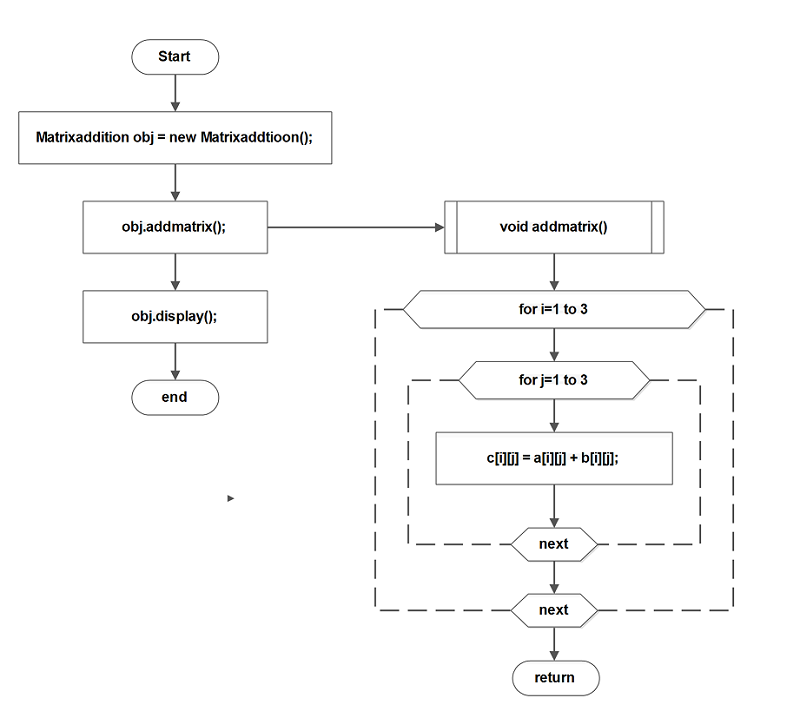 Start
Matrixaddition obj = new Matrixaddtioon();
obj.addmatrix();
void addmatrix()
obj.display();
end
for i=1 to 3
for j=1 to 3
c[i][j] = a[i][j] + b[i][j];
next
next
return